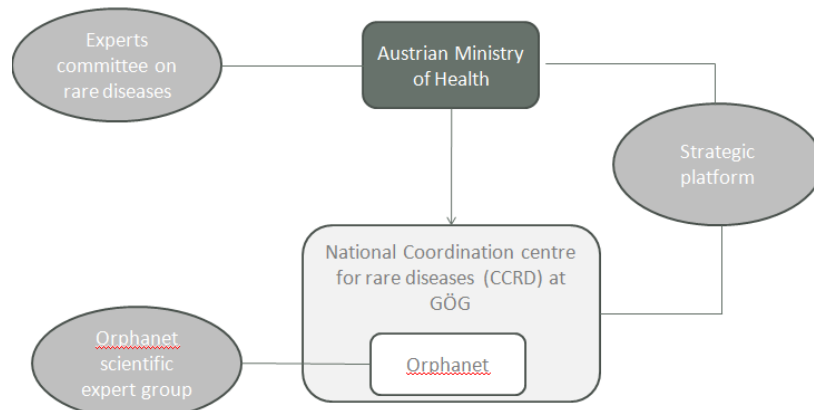 Experts
committee on
rare diseases
Austrian Ministry
of Health
Strategic
platform
National Coordination centre
for rare diseases (CCRD) at
GÖG
Orphanet
scientific
expert group
Orphanet